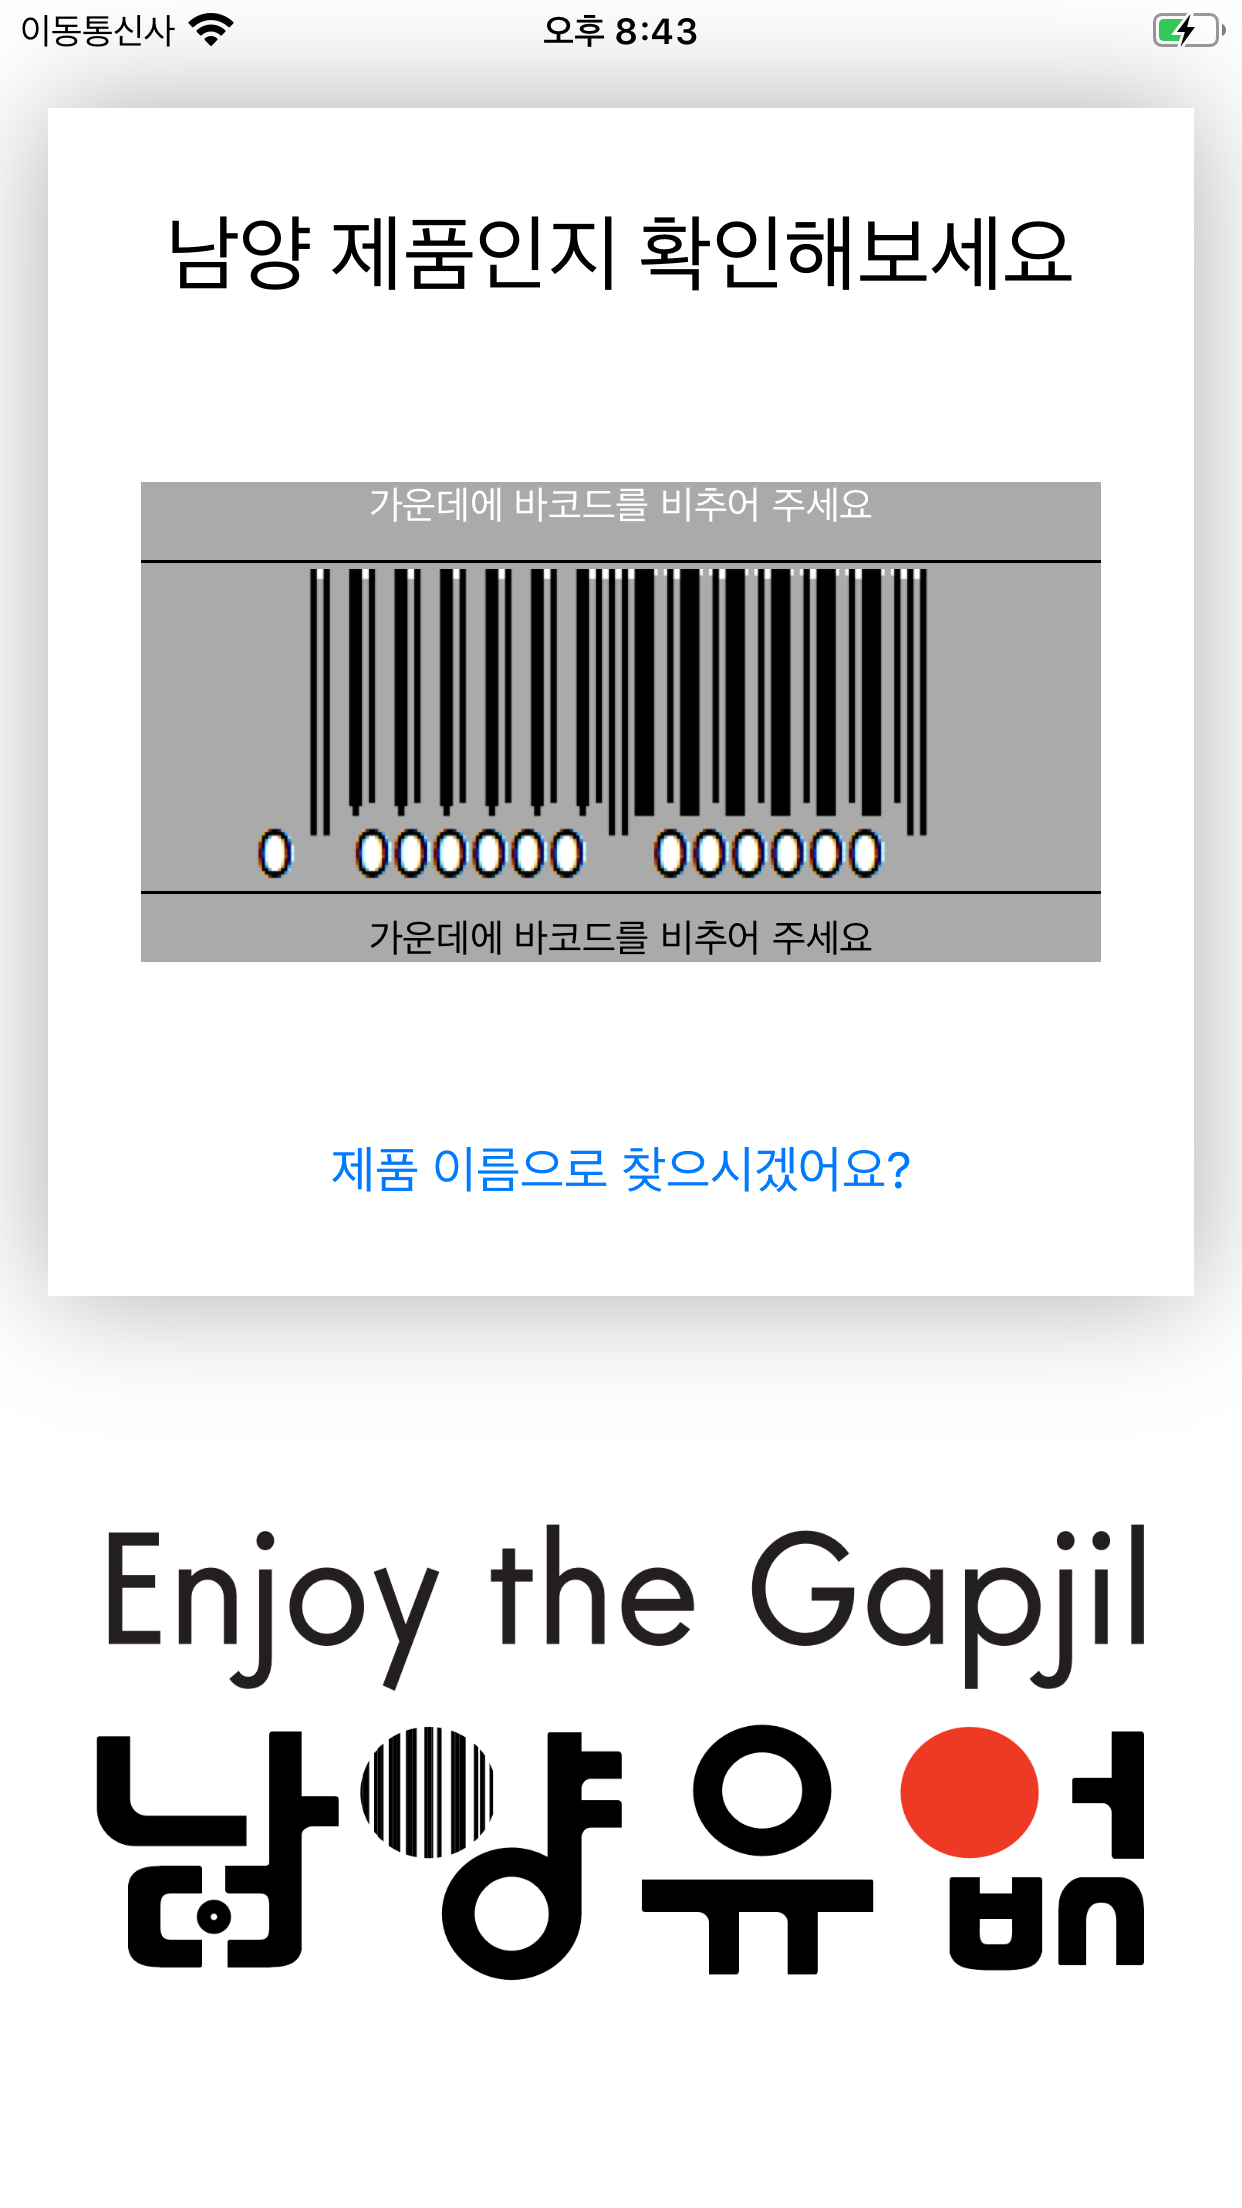 이동통신사 오후 8:43
남양 제품인지 확인해보세요
가운데에 바코드를 비추어 주세요
0 000000 000000
가운데에 바코드를 비추어 주세요
제품 이름으로 찾으시겠어요?
Enjoy the Gapjil
남양유없